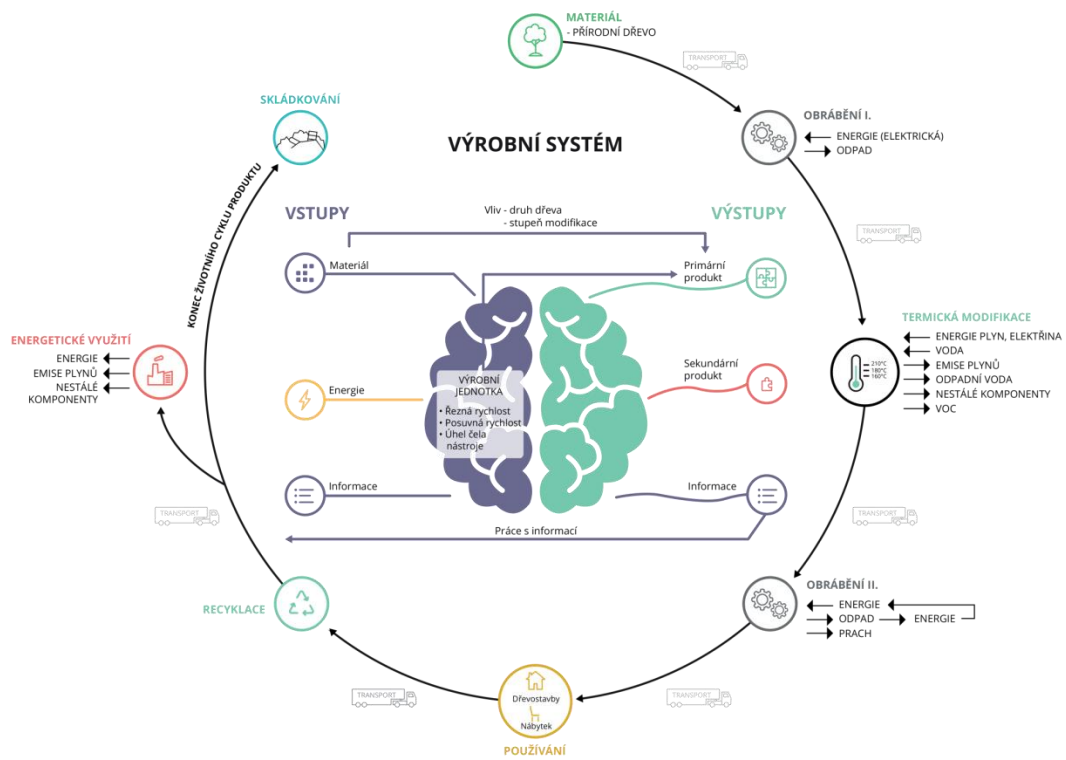 MATERIÁL
- PŘÍRODNÍ DŘEVO
TRANSPORT
SKLÁDKOVÁNÍ
OBRÁBĚNÍ I.
ENERGIE (ELEKTRICKÁ)
ODPAD
VÝROBNÍ SYSTÉM
KONEC ŽIVOTNÍHO CYKLU PRODUKTU
VSTUPY
Vliv - druh dřeva
- stupeň modifikace
VÝSTUPY
TRANSPORT
Materiál
Primární
produkt
TERMICKÁ MODIFIKACE
ENERGIE PLYN, ELEKTŘINA
VODA
EMISE PLYNŮ
ODPADNÍ VODA
NESTÁLÉ KOMPONENTY
VOC
210°C
180°C
160°C
ENERGETICKÉ VYUŽITÍ
ENERGIE
EMISE PLYNŮ
NESTÁLÉ
KOMPONENTY
Energie
VÝROBNÍ
JEDNOTKA
• Řezná rychlost
• Posuvná rychlost
• Úhel čela
nástroje
Sekundární
produkt
Informace
Informace
TRANSPORT
TRANSPORT
Práce s informací
OBRÁBĚNÍ II.
ENERGIE
ODPAD
ENERGIE
PRACH
RECYKLACE
TRANSPORT
TRANSPORT
Dřevostavby
Nábytek
POUŽÍVÁNÍ